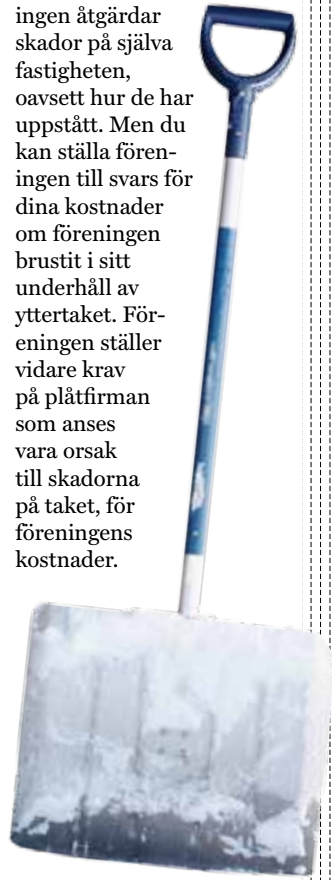 ingen åtgärdar
skador på själva
fastigheten,
oavsett hur de har
uppstått. Men du
kan ställa fören-
ingen till svars för
dina kostnader
om föreningen
brustit i sitt
underhåll av
yttertaket. För-
eningen ställer
vidare krav
på plåtfirman
som anses
vara orsak
till skadorna
på taket, för
föreningens
kostnader.